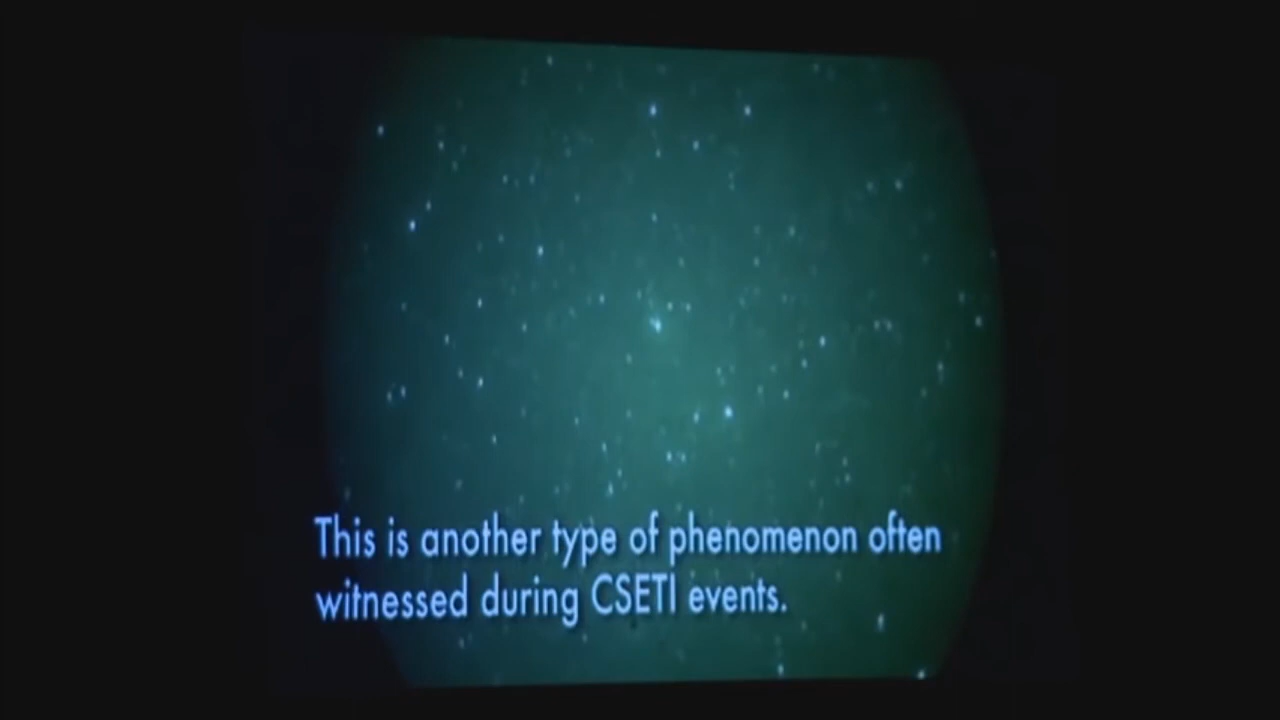 This is another type of phenomenon often
witnessed during CSETI events.